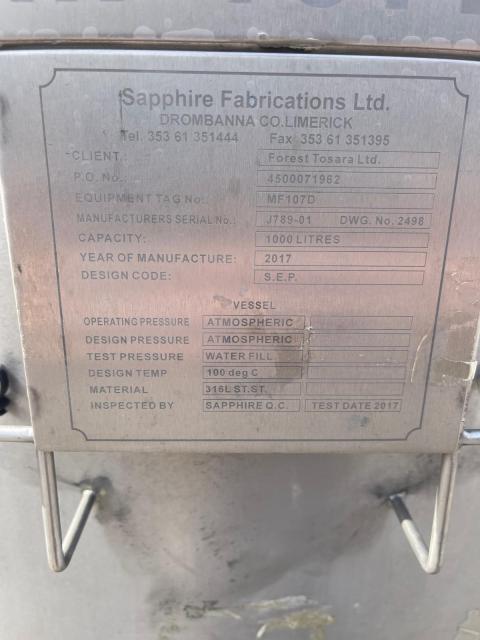 Sapphire Fabrications Ltd.
DROMBANNA CO.LIMERICK
Tel. 353 61 351444 Fax 353 61 351395
CLIENT.: Forest Tosara Ltd.
P.O. No.: 4500071962
EQUIPMENT TAG No: MF107D
MANUFACTURERS SERIAL No.: J789-01 DWG. No. 2498
CAPACITY: 1000 LITRES
YEAR OF MANUFACTURE: 2017
DESIGN CODE: S.E.P.
VESSEL
OPERATING PRESSURE ATMOSPHERIC
DESIGN PRESSURE ATMOSPHERIC
TEST PRESSURE WATER FILL
DESIGN TEMP 100 deg C
MATERIAL 316L ST.ST.
INSPECTED BY SAPPHIRE Q.C. TEST DATE 2017